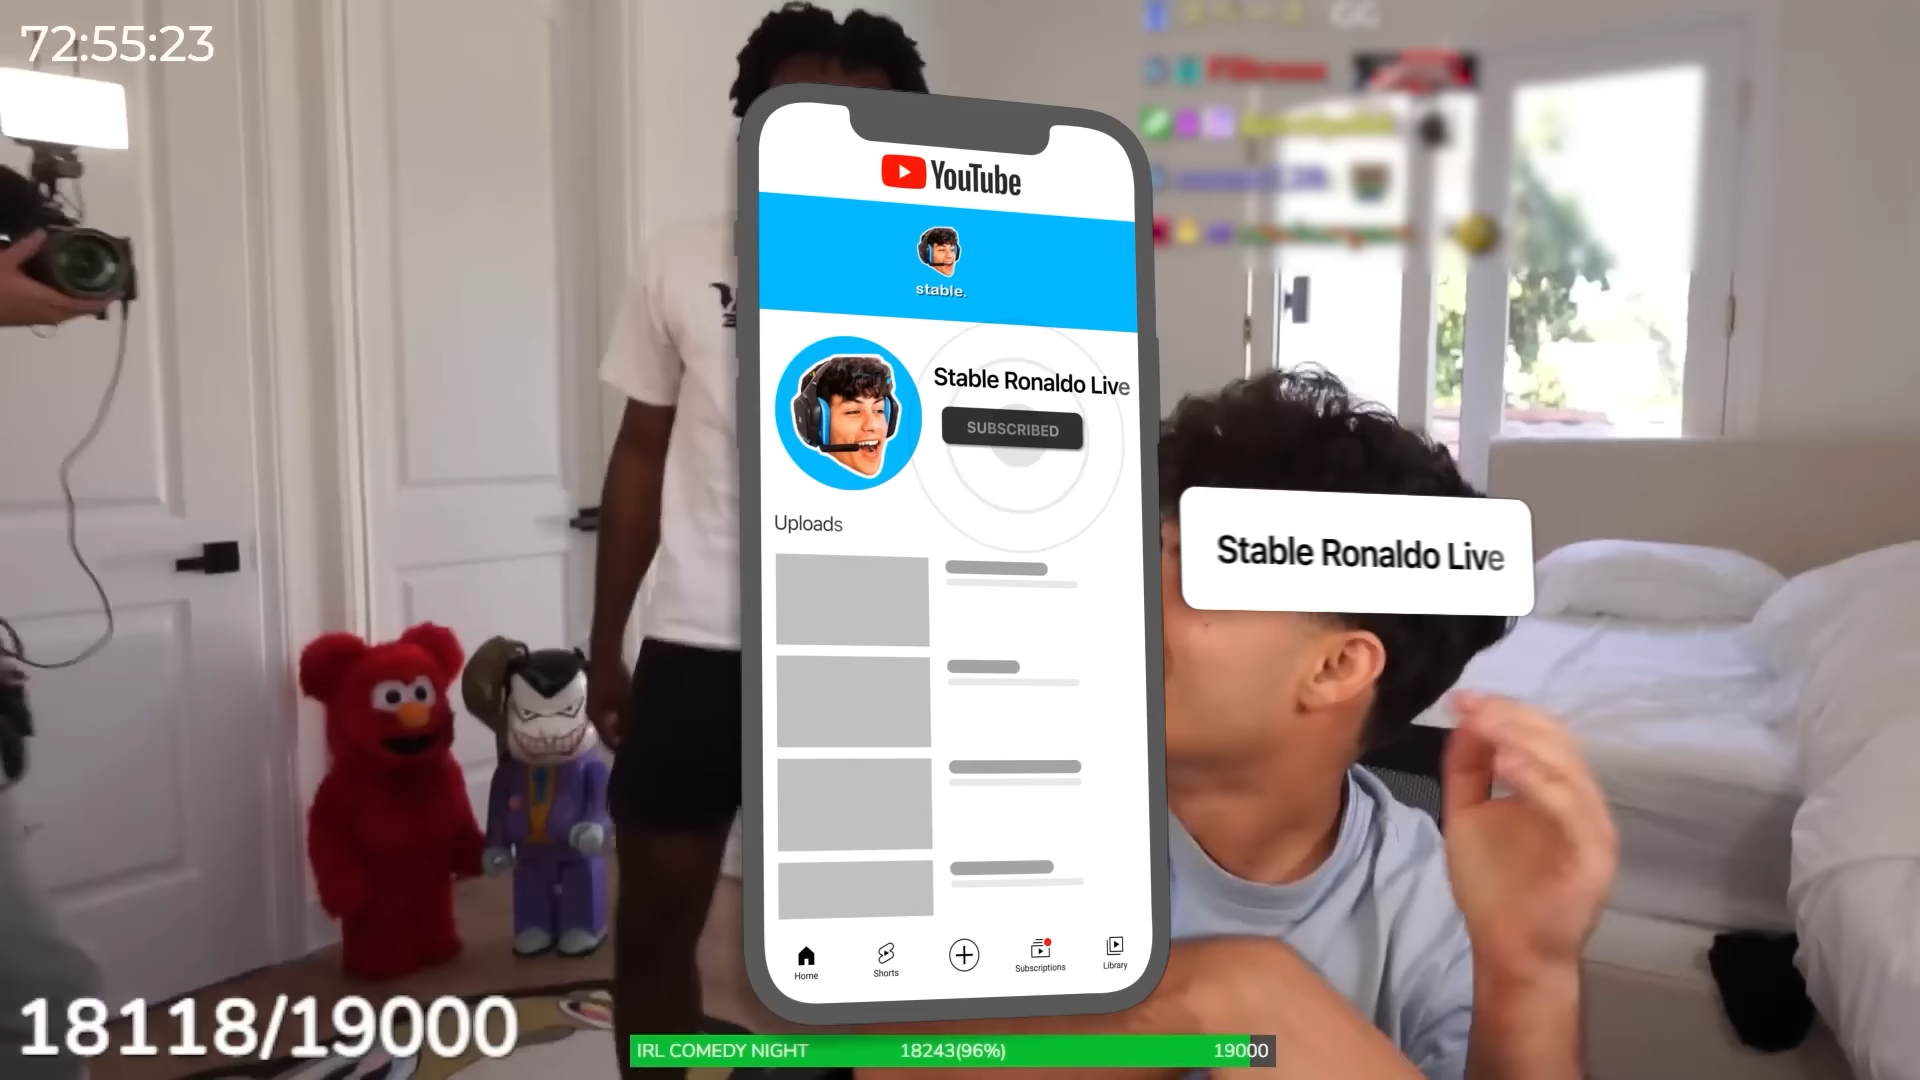 72:55:23
GG
YouTube
stable.
Stable Ronaldo Live
SUBSCRIBED
Stable Ronaldo Live
Uploads
Home
Shorts
Subscriptions
Library
18118/19000
IRL COMEDY NIGHT 18243(96%) 19000